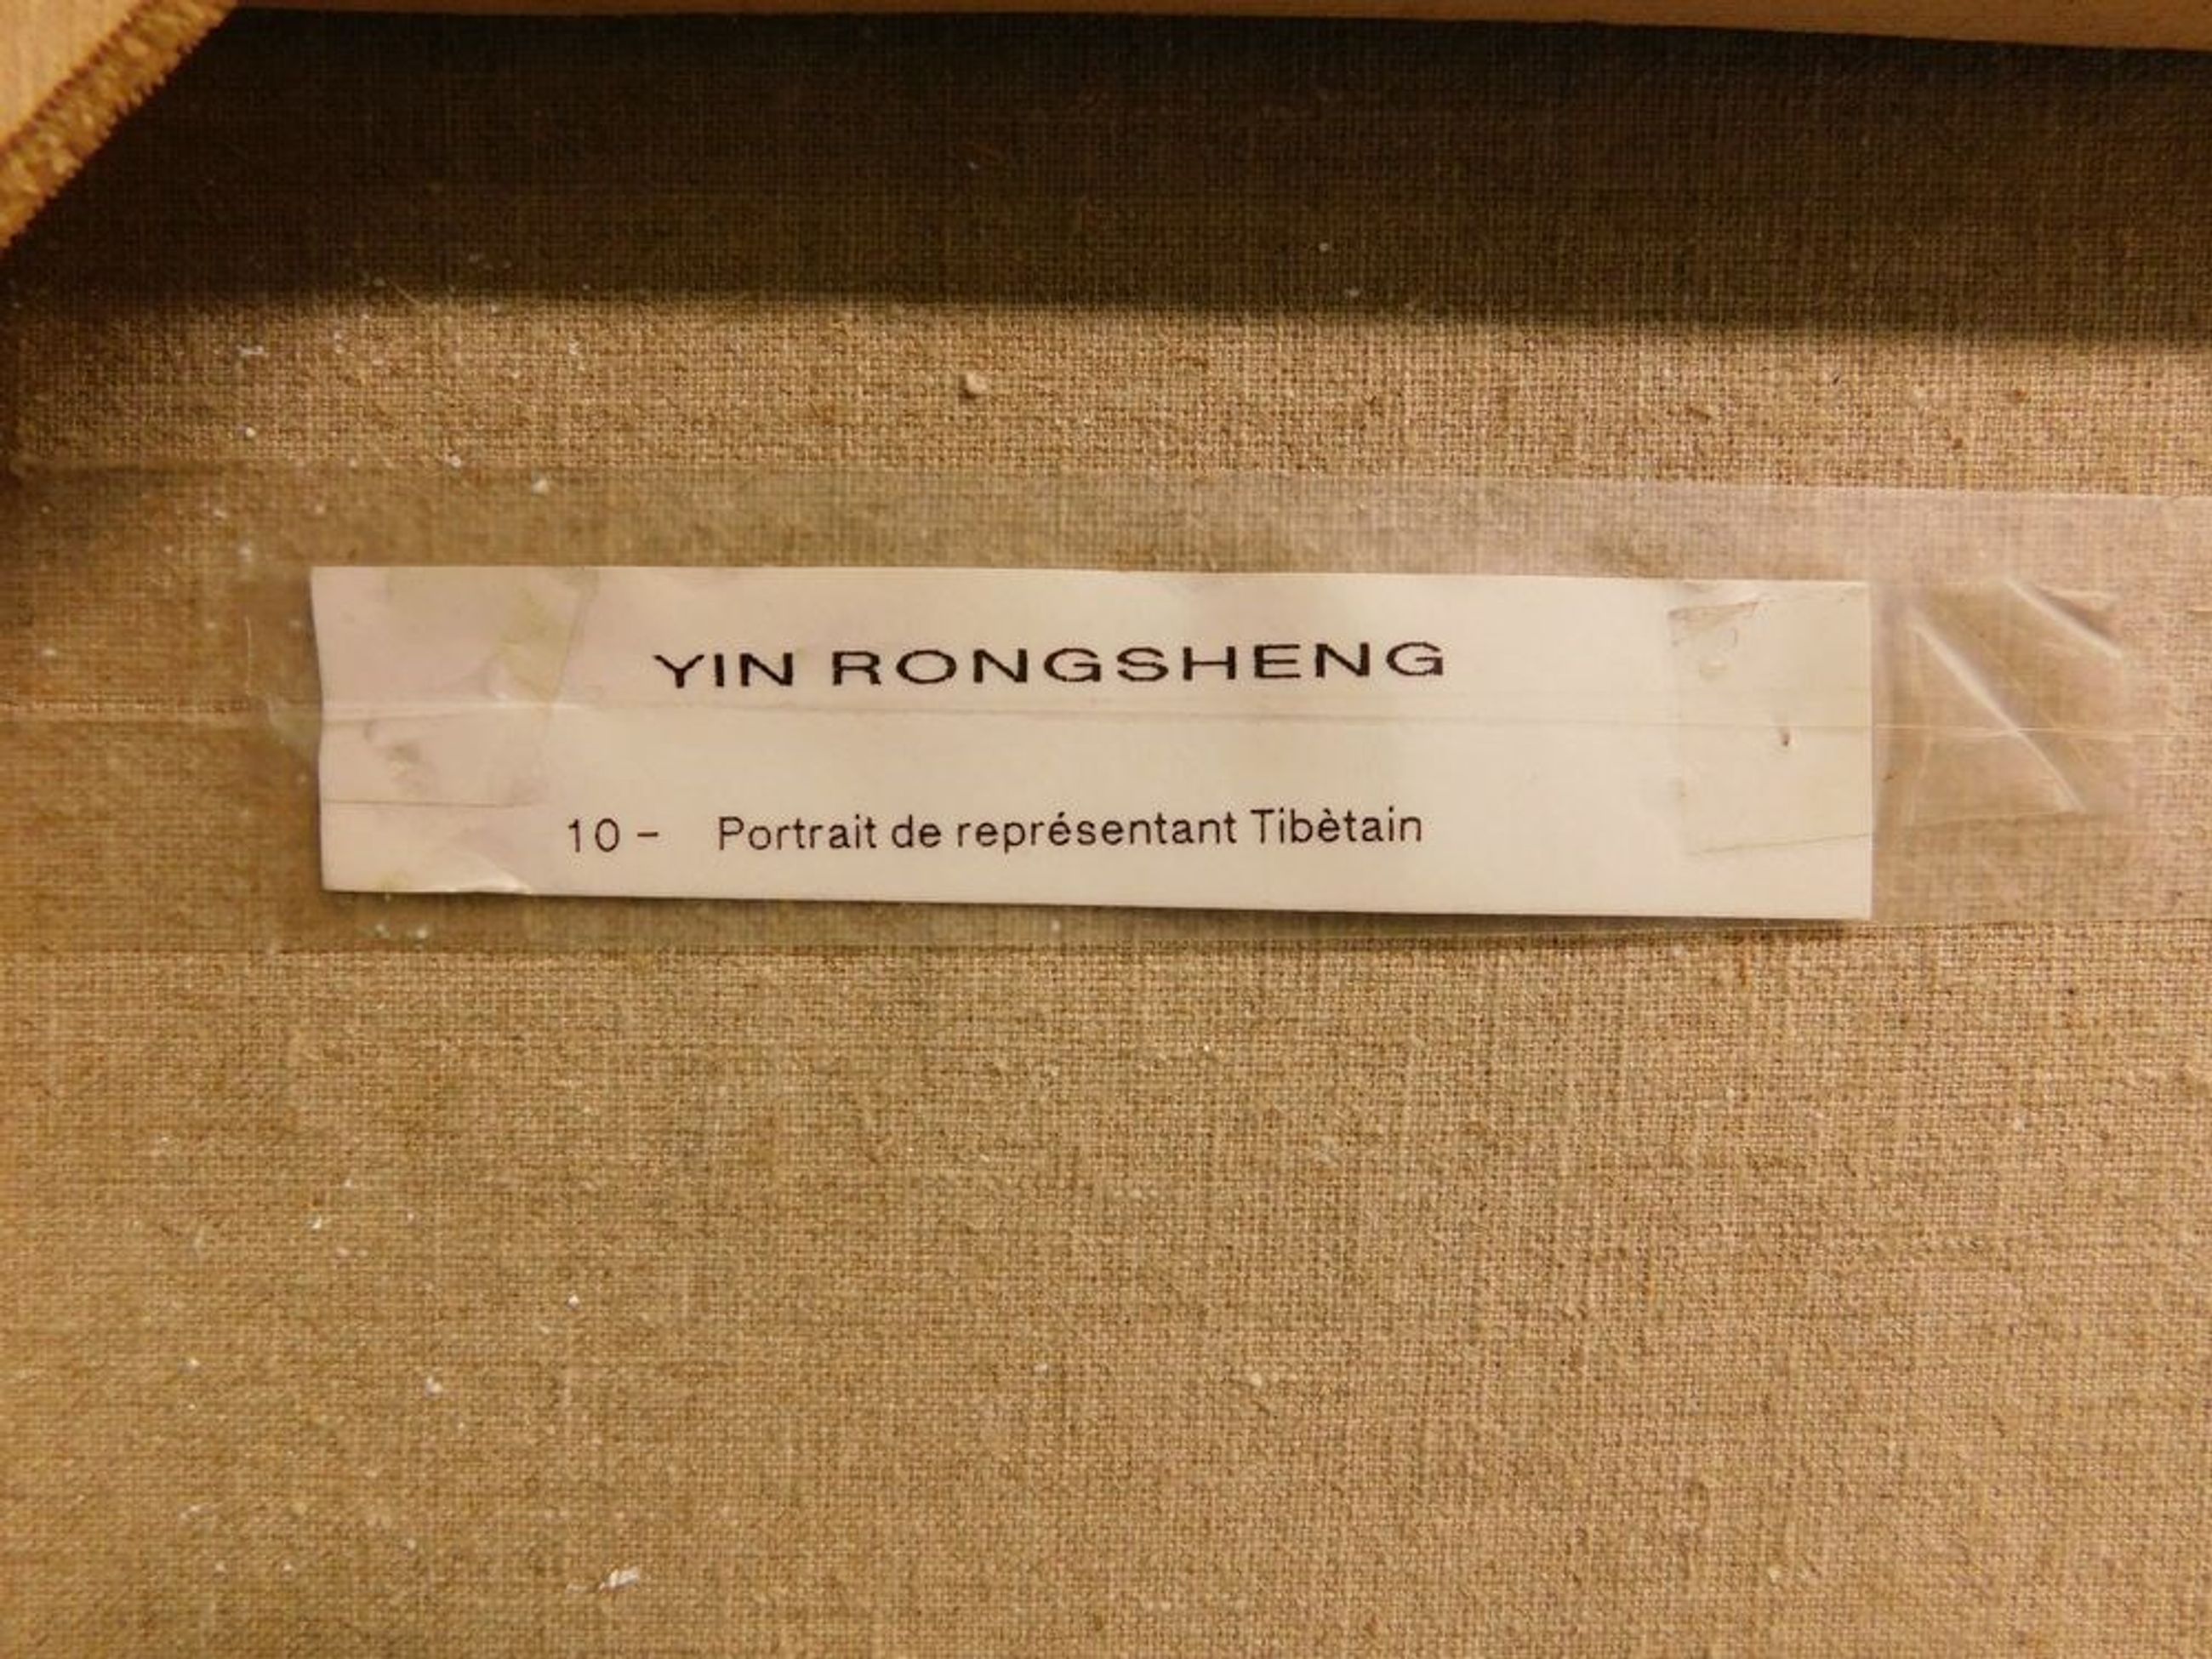 YIN RONGSHENG
10 - Portrait de représentant Tibètain